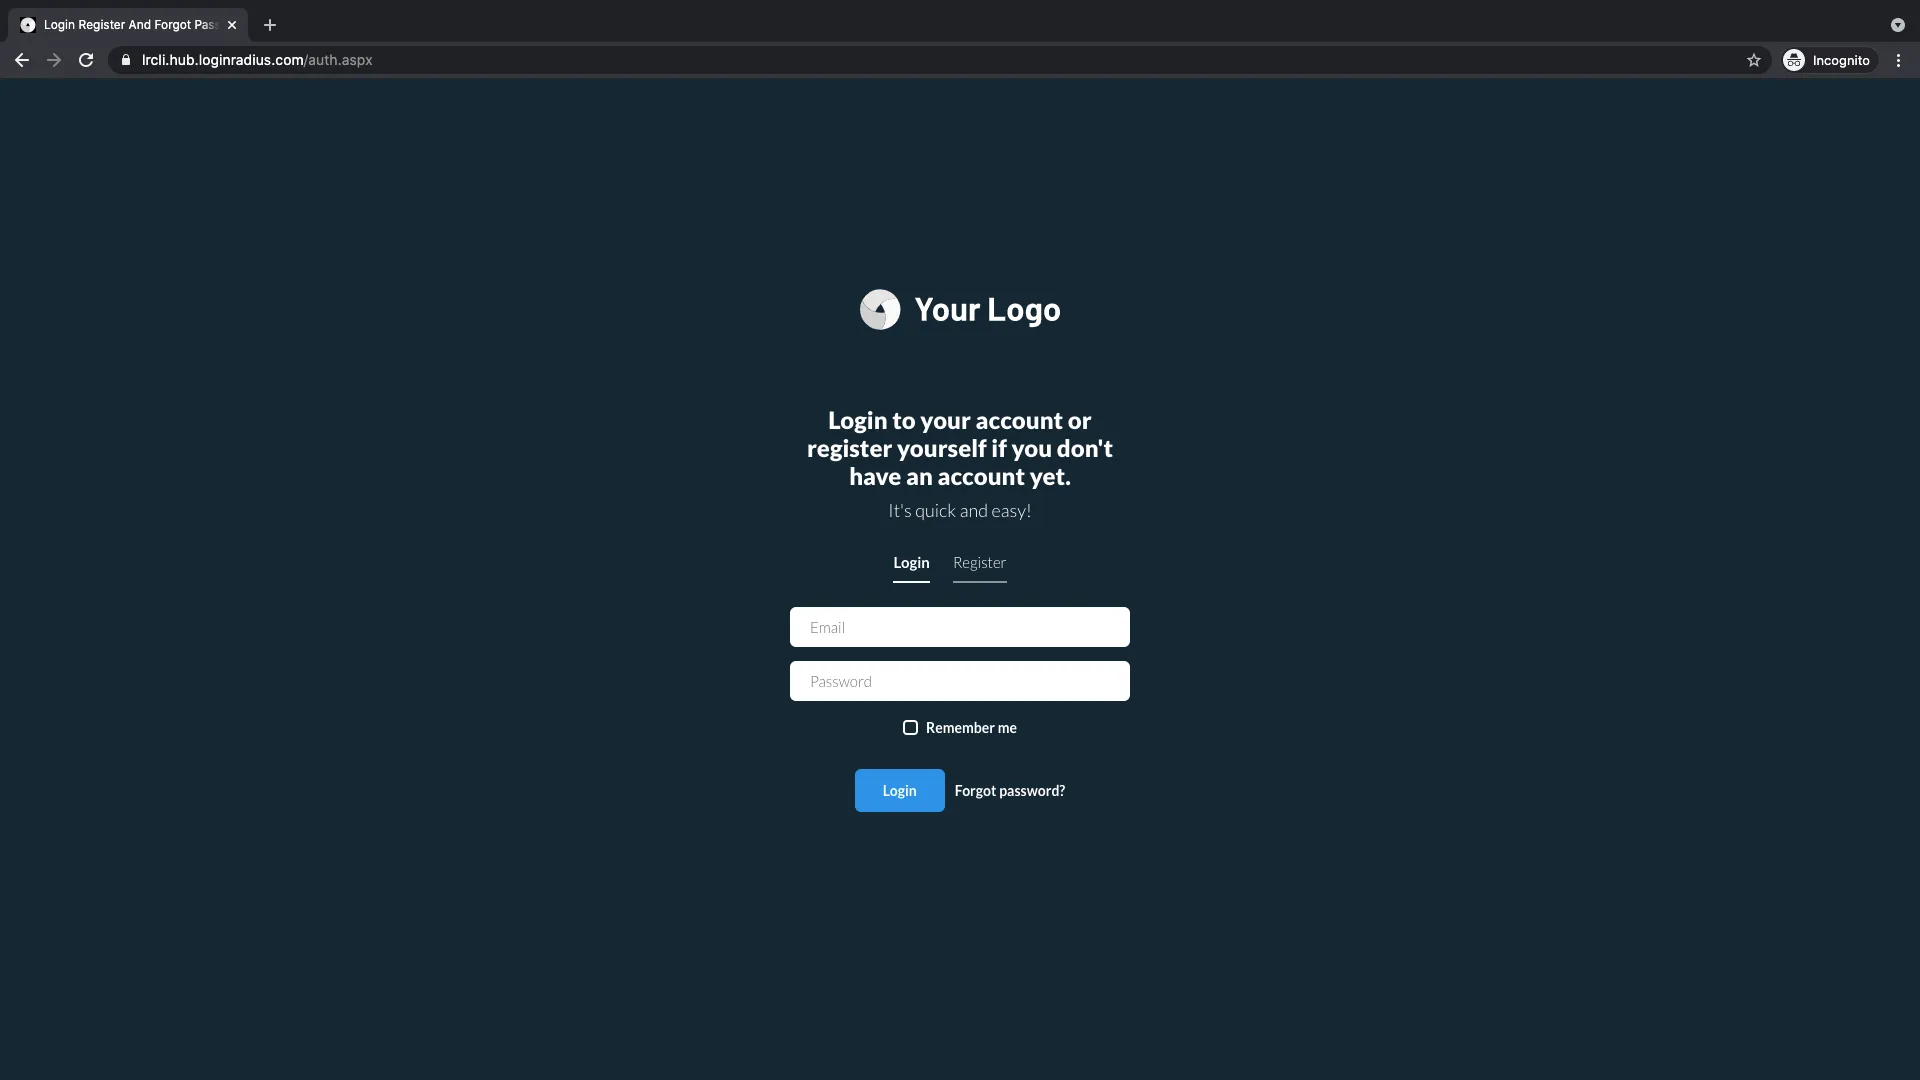 Login Register And Forgot Pas
lrcli.hub.loginradius.com/auth.aspx
Incognito
Your Logo
Login to your account or
register yourself if you don't
have an account yet.
It's quick and easy!
Login Register
Email
Password
Remember me
Login Forgot password?